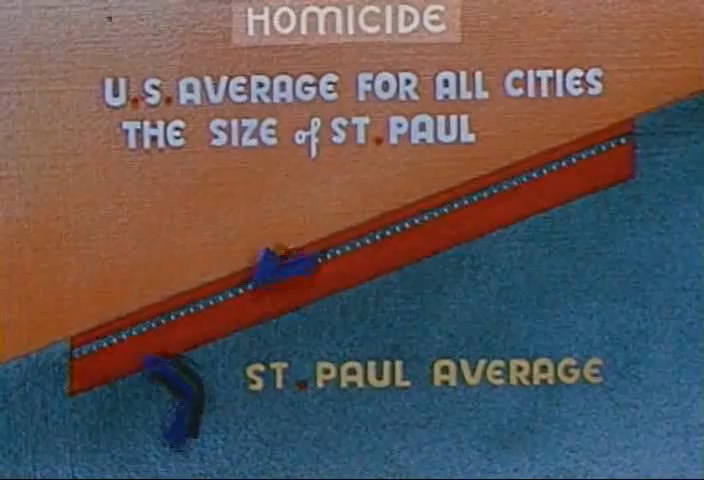 HOMICIDE
U.S. AVERAGE FOR ALL CITIES
THE SIZE of ST. PAUL
ST. PAUL AVERAGE